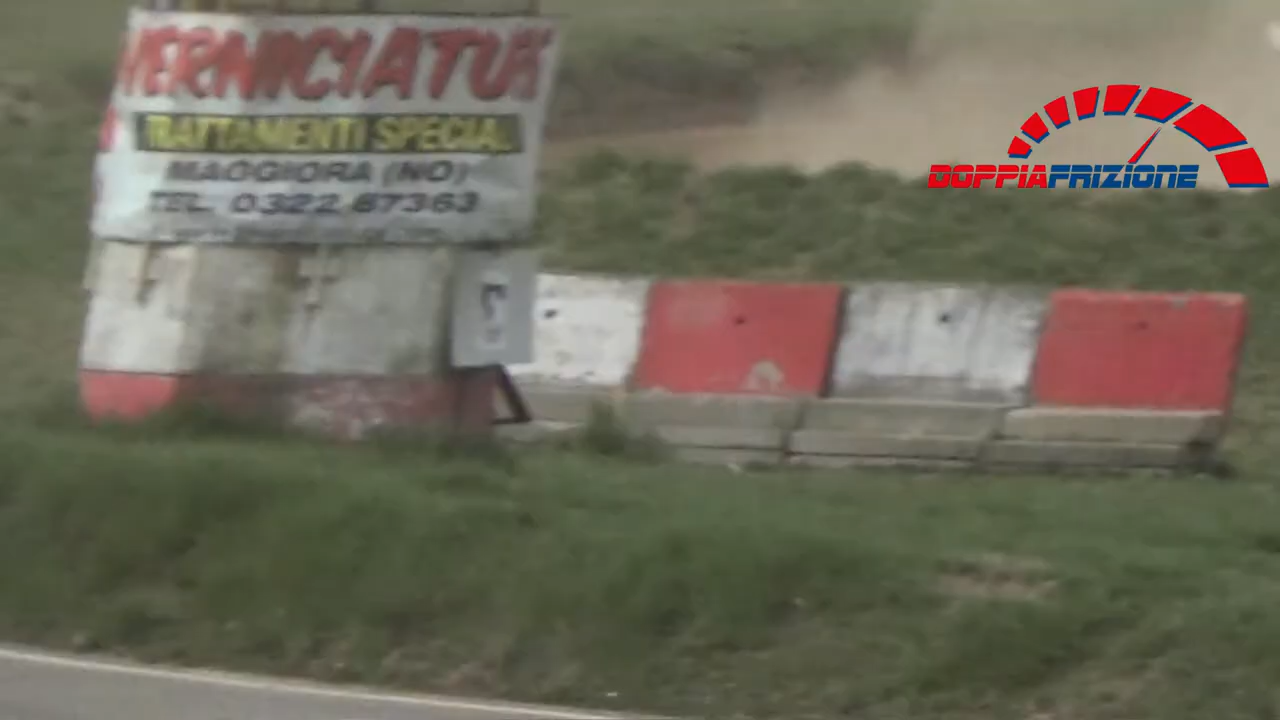 VERNICIATUR
TRATTAMENTI SPECIAL
MAGGIORA (NO)
TEL. 0322 87363
DOPPIAFRIZIONE